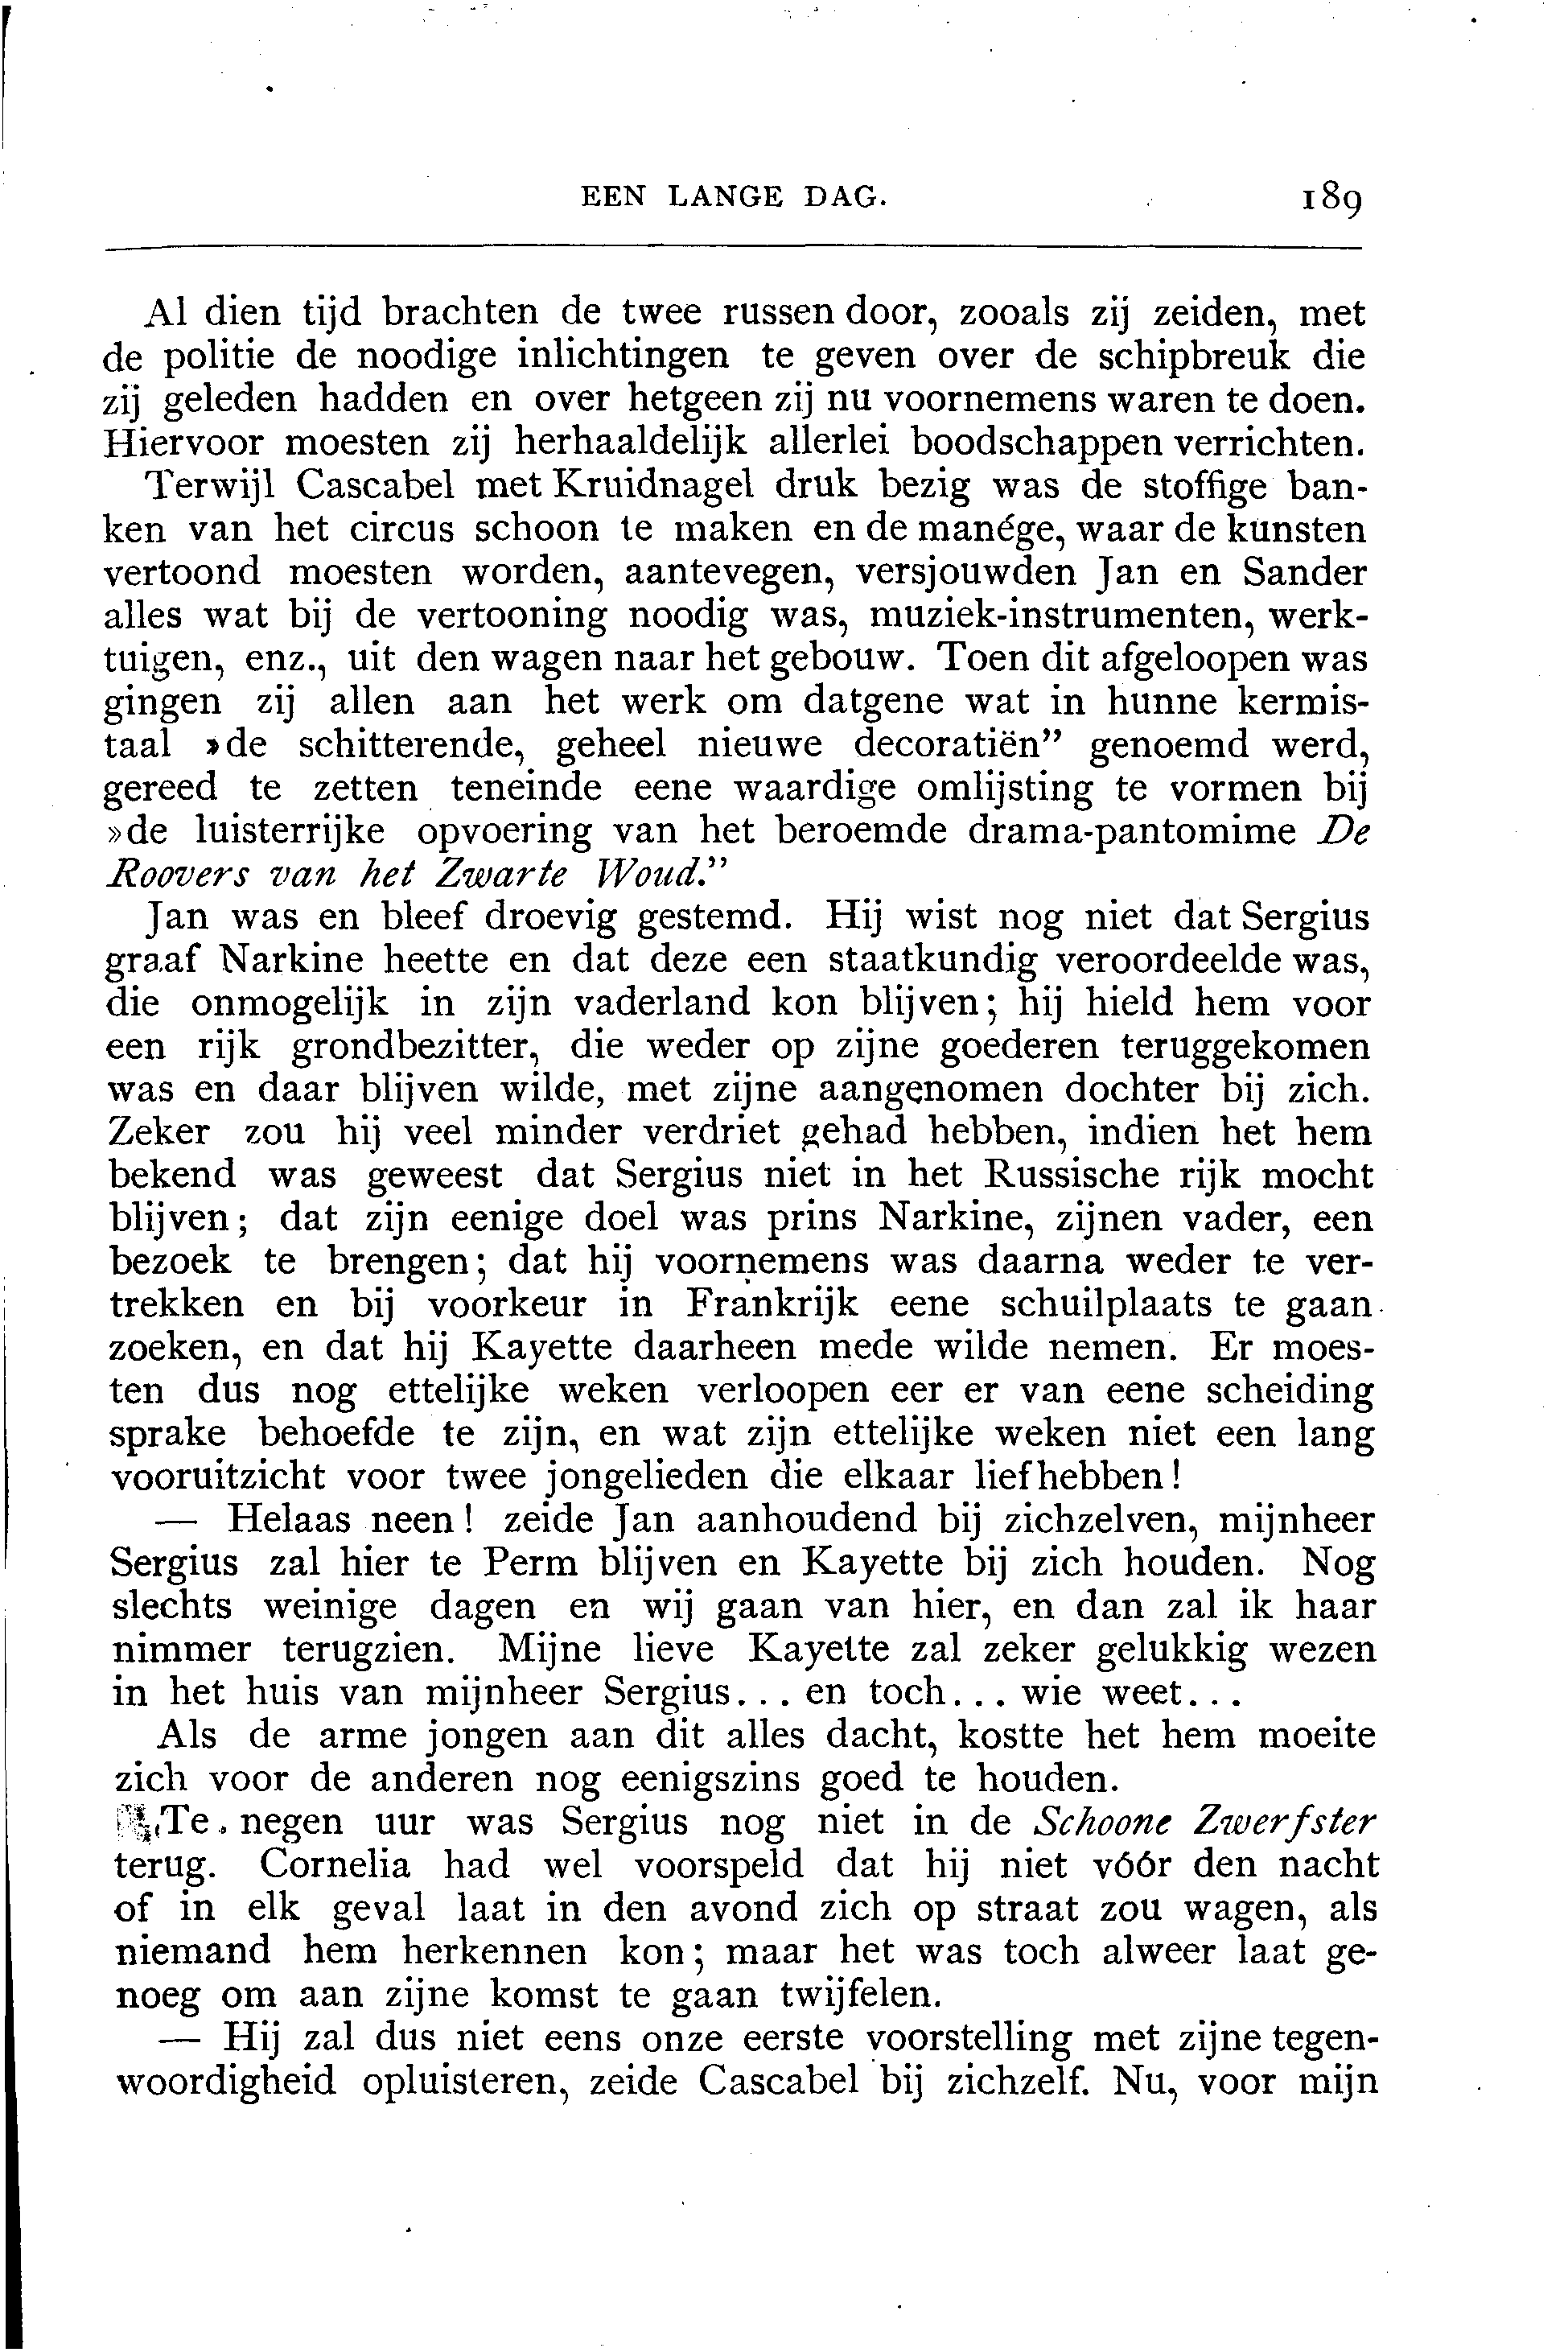 EEN LANGE DAG. 189
Al dien tijd brachten de twee russen door, zooals zij zeiden, met
de politie de noodige inlichtingen te geven over de schipbreuk die
zij geleden hadden en over hetgeen zij nu voornemens waren te doen.
Hiervoor moesten zij herhaaldelijk allerlei boodschappen verrichten.
Terwijl Cascabel met Kruidnagel druk bezig was de stoffige ban-
ken van het circus schoon te maken en de manége, waar de kunsten
vertoond moesten worden, aantevegen, versjouwden Jan en Sander
alles wat bij de vertooning noodig was, muziek-instrumenten, werk-
tuigen, enz., uit den wagen naar het gebouw. Toen dit afgeloopen was
gingen zij allen aan het werk om datgene wat in hunne kermis-
taal »de schitterende, geheel nieuwe decoratiën” genoemd werd,
gereed te zetten teneinde eene waardige omlijsting te vormen bij
»de luisterrijke opvoering van het beroemde drama-pantomime De
Roovers van het Zwarte Woud.”
Jan was en bleef droevig gestemd. Hij wist nog niet dat Sergius
graaf Narkine heette en dat deze een staatkundig veroordeelde was,
die onmogelijk in zijn vaderland kon blijven; hij hield hem voor
een rijk grondbezitter, die weder op zijne goederen teruggekomen
was en daar blijven wilde, met zijne aangenomen dochter bij zich.
Zeker zou hij veel minder verdriet gehad hebben, indien het hem
bekend was geweest dat Sergius niet in het Russische rijk mocht
blijven; dat zijn eenige doel was prins Narkine, zijnen vader, een
bezoek te brengen; dat hij voornemens was daarna weder te ver-
trekken en bij voorkeur in Frankrijk eene schuilplaats te gaan
zoeken, en dat hij Kayette daarheen mede wilde nemen. Er moes-
ten dus nog ettelijke weken verloopen eer er van eene scheiding
sprake behoefde te zijn, en wat zijn ettelijke weken niet een lang
vooruitzicht voor twee jongelieden die elkaar liefhebben!
— Helaas neen! zeide Jan aanhoudend bij zichzelven, mijnheer
Sergius zal hier te Perm blijven en Kayette bij zich houden. Nog
slechts weinige dagen en wij gaan van hier, en dan zal ik haar
nimmer terugzien. Mijne lieve Kayette zal zeker gelukkig wezen
in het huis van mijnheer Sergius... en toch... wie weet...
Als de arme jongen aan dit alles dacht, kostte het hem moeite
zich voor de anderen nog eenigszins goed te houden.
Te negen uur was Sergius nog niet in de Schoone Zwerfster
terug. Cornelia had wel voorspeld dat hij niet vóór den nacht
of in elk geval laat in den avond zich op straat zou wagen, als
niemand hem herkennen kon; maar het was toch alweer laat ge-
noeg om aan zijne komst te gaan twijfelen.
— Hij zal dus niet eens onze eerste voorstelling met zijne tegen-
woordigheid opluisteren, zeide Cascabel bij zichzelf. Nu, voor mijn